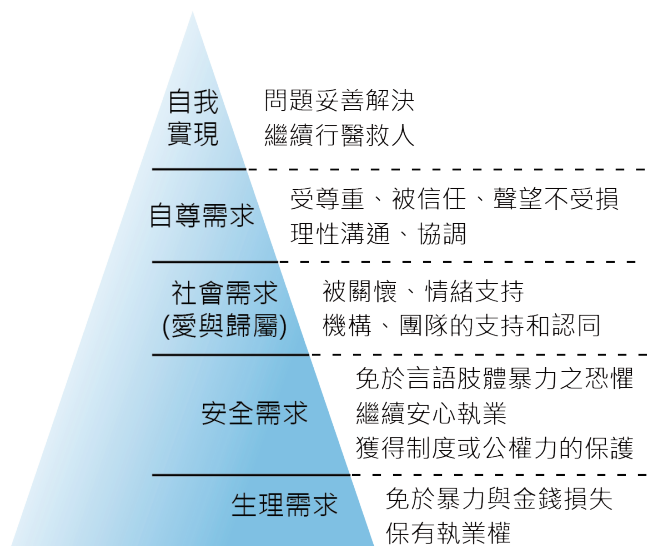 自我
實現
問題妥善解決
繼續行醫救人
自尊需求
受尊重、被信任、聲望不受損
理性溝通、協調
社會需求
(愛與歸屬)
被關懷、情緒支持
機構、團隊的支持和認同
安全需求
免於言語肢體暴力之恐懼
繼續安心執業
獲得制度或公權力的保護
生理需求
免於暴力與金錢損失
保有執業權